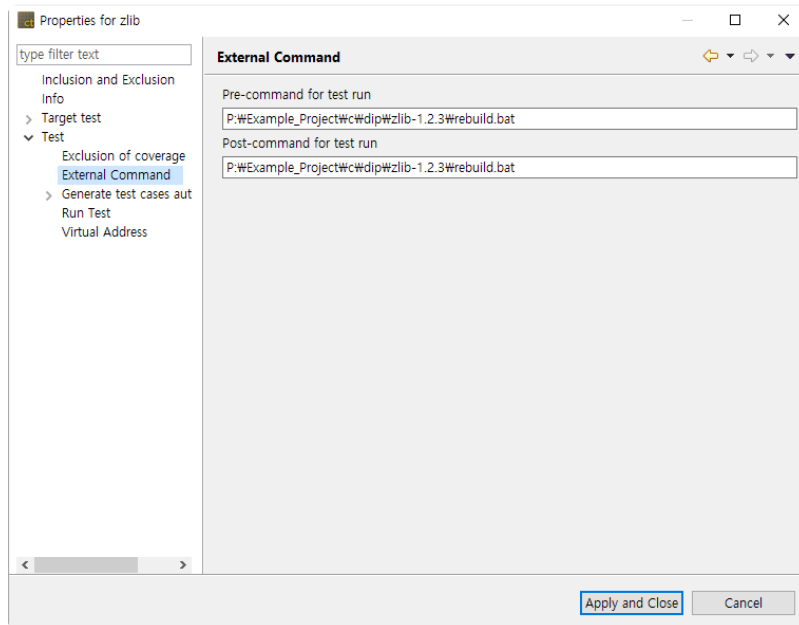 ct Properties for zlib
type filter text
Inclusion and Exclusion
Info
Target test
Test
Exclusion of coverage
External Command
Generate test cases aut
Run Test
Virtual Address
External Command
Pre-command for test run
P:₩Example_Project₩c₩dip₩zlib-1.2.3₩rebuild.bat
Post-command for test run
P:₩Example_Project₩c₩dip₩zlib-1.2.3₩rebuild.bat
Apply and Close
Cancel